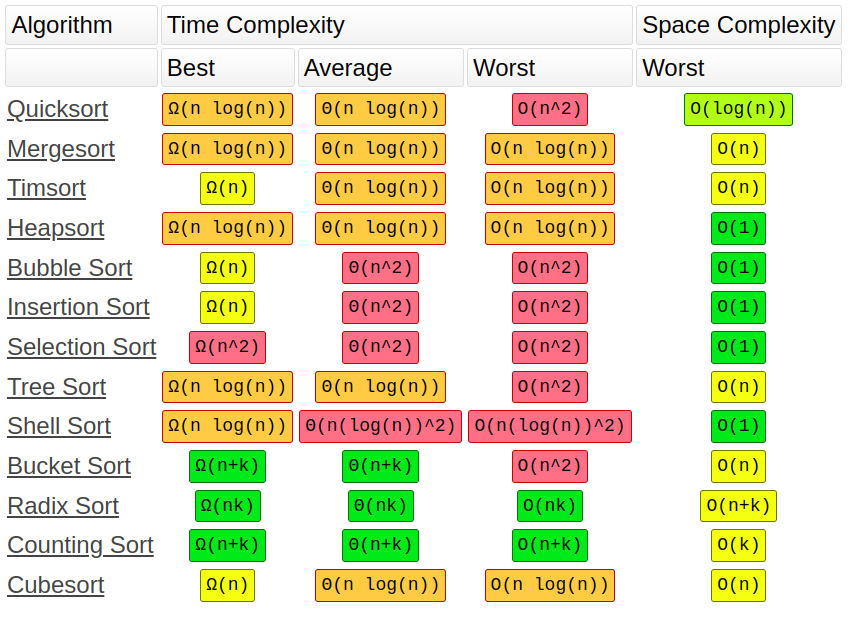 Algorithm Time Complexity Space Complexity
Best Average Worst Worst
Quicksort Ω(n log(n)) Θ(n log(n)) O(n^2) O(log(n))
Mergesort Ω(n log(n)) Θ(n log(n)) O(n log(n)) O(n)
Timsort Ω(n) Θ(n log(n)) O(n log(n)) O(n)
Heapsort Ω(n log(n)) Θ(n log(n)) O(n log(n)) O(1)
Bubble Sort Ω(n) Θ(n^2) O(n^2) O(1)
Insertion Sort Ω(n) Θ(n^2) O(n^2) O(1)
Selection Sort Ω(n^2) Θ(n^2) O(n^2) O(1)
Tree Sort Ω(n log(n)) Θ(n log(n)) O(n^2) O(n)
Shell Sort Ω(n log(n)) Θ(n(log(n))^2) O(n(log(n))^2) O(1)
Bucket Sort Ω(n+k) Θ(n+k) O(n^2) O(n)
Radix Sort Ω(nk) Θ(nk) O(nk) O(n+k)
Counting Sort Ω(n+k) Θ(n+k) O(n+k) O(k)
Cubesort Ω(n) Θ(n log(n)) O(n log(n)) O(n)